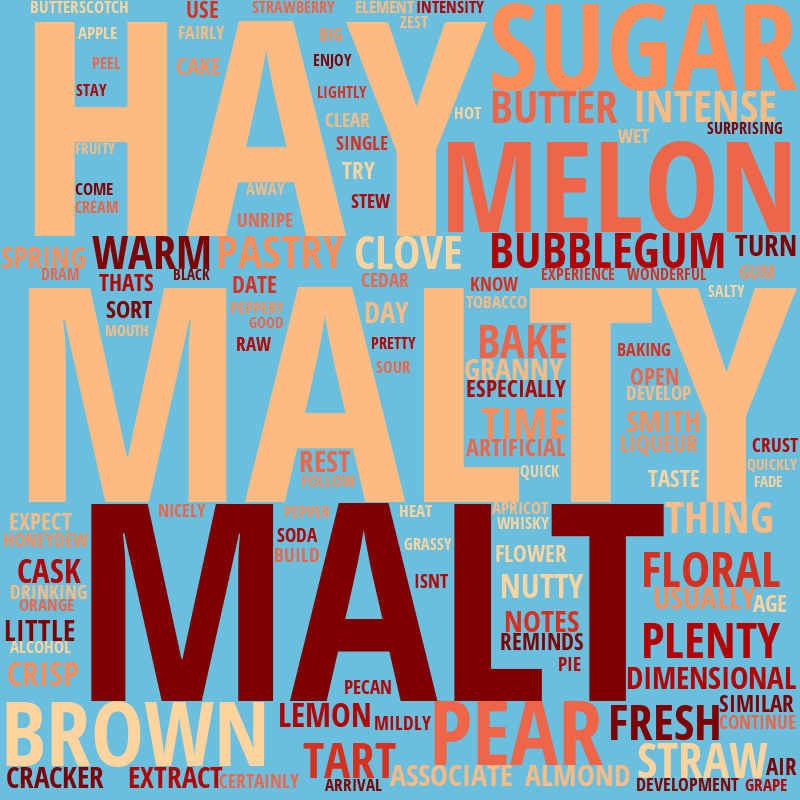 BUTTERSCOTCH USE STRAWBERRY ELEMENT INTENSITY
ZEST
HAY
SUGAR
APPLE FAIRLY BIG
PEEL CAKE ENJOY
STAY LIGHTLY
BUTTER INTENSE
CLEAR HOT
SURPRISING
SINGLE WET
FRUITY
MELON
TRY
COME AWAY
CREAM STEW
UNRIPE
SPRING WARM PASTRY CLOVE BUBBLEGUM TURN
DRAM BLACK EXPERIENCE WONDERFUL GUM
THATS DATE CEDAR KNOW SALTY
MALTY
SORT PEPPERY TOBACCO
MOUTH GOOD DAY
RAW PRETTY BAKE BAKING
SOUR GRANNY OPEN
ESPECIALLY DEVELOP
TIME SMITH
ARTIFICIAL LIQUEUR CRUST
REST QUICK QUICKLY
FOLLOW TASTE FADE
NICELY PEPPER HEAT APRICOT THING
EXPECT WHISKY
MALT
HONEYDEW SODA GRASSY
BUILD FLOWER
CASK ISNT NUTTY FLORAL
DRINKING USUALLY AGE
ORANGE NOTES
LITTLE REMINDS PLENTY
ALCOHOL PIE
CRISP PECAN DIMENSIONAL
BROWN LEMON MILDLY PEAR FRESH SIMILAR
CONTINUE
TART STRAW
CRACKER EXTRACT CERTAINLY ASSOCIATE ALMOND AIR
ARRIVAL DEVELOPMENT GRAPE